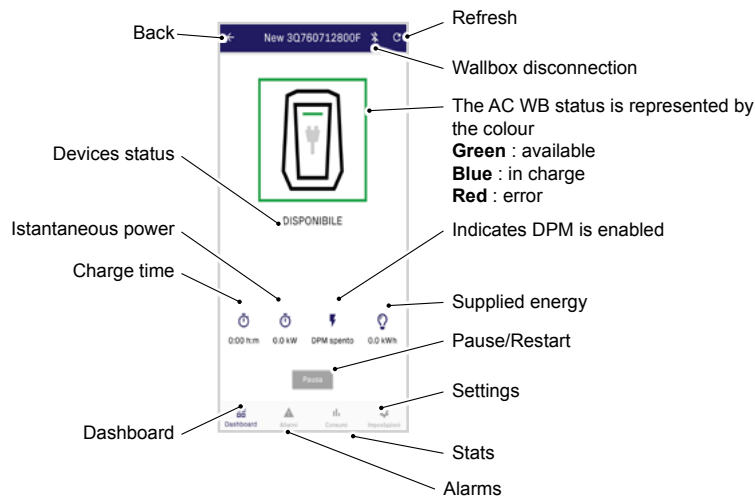 Refresh
Back
New 3Q760712800F
Wallbox disconnection
The AC WB status is represented by
the colour
Green : available
Blue : in charge
Red : error
Devices status
DISPONIBILE
Istantaneous power
Indicates DPM is enabled
Charge time
Supplied energy
0:00 h:m
0.0 kW
DPM spento
0.0 kWh
Pause/Restart
Pausa
Settings
Dashboard
Allarmi
Consumi
Impostazioni
Dashboard
Stats
Alarms